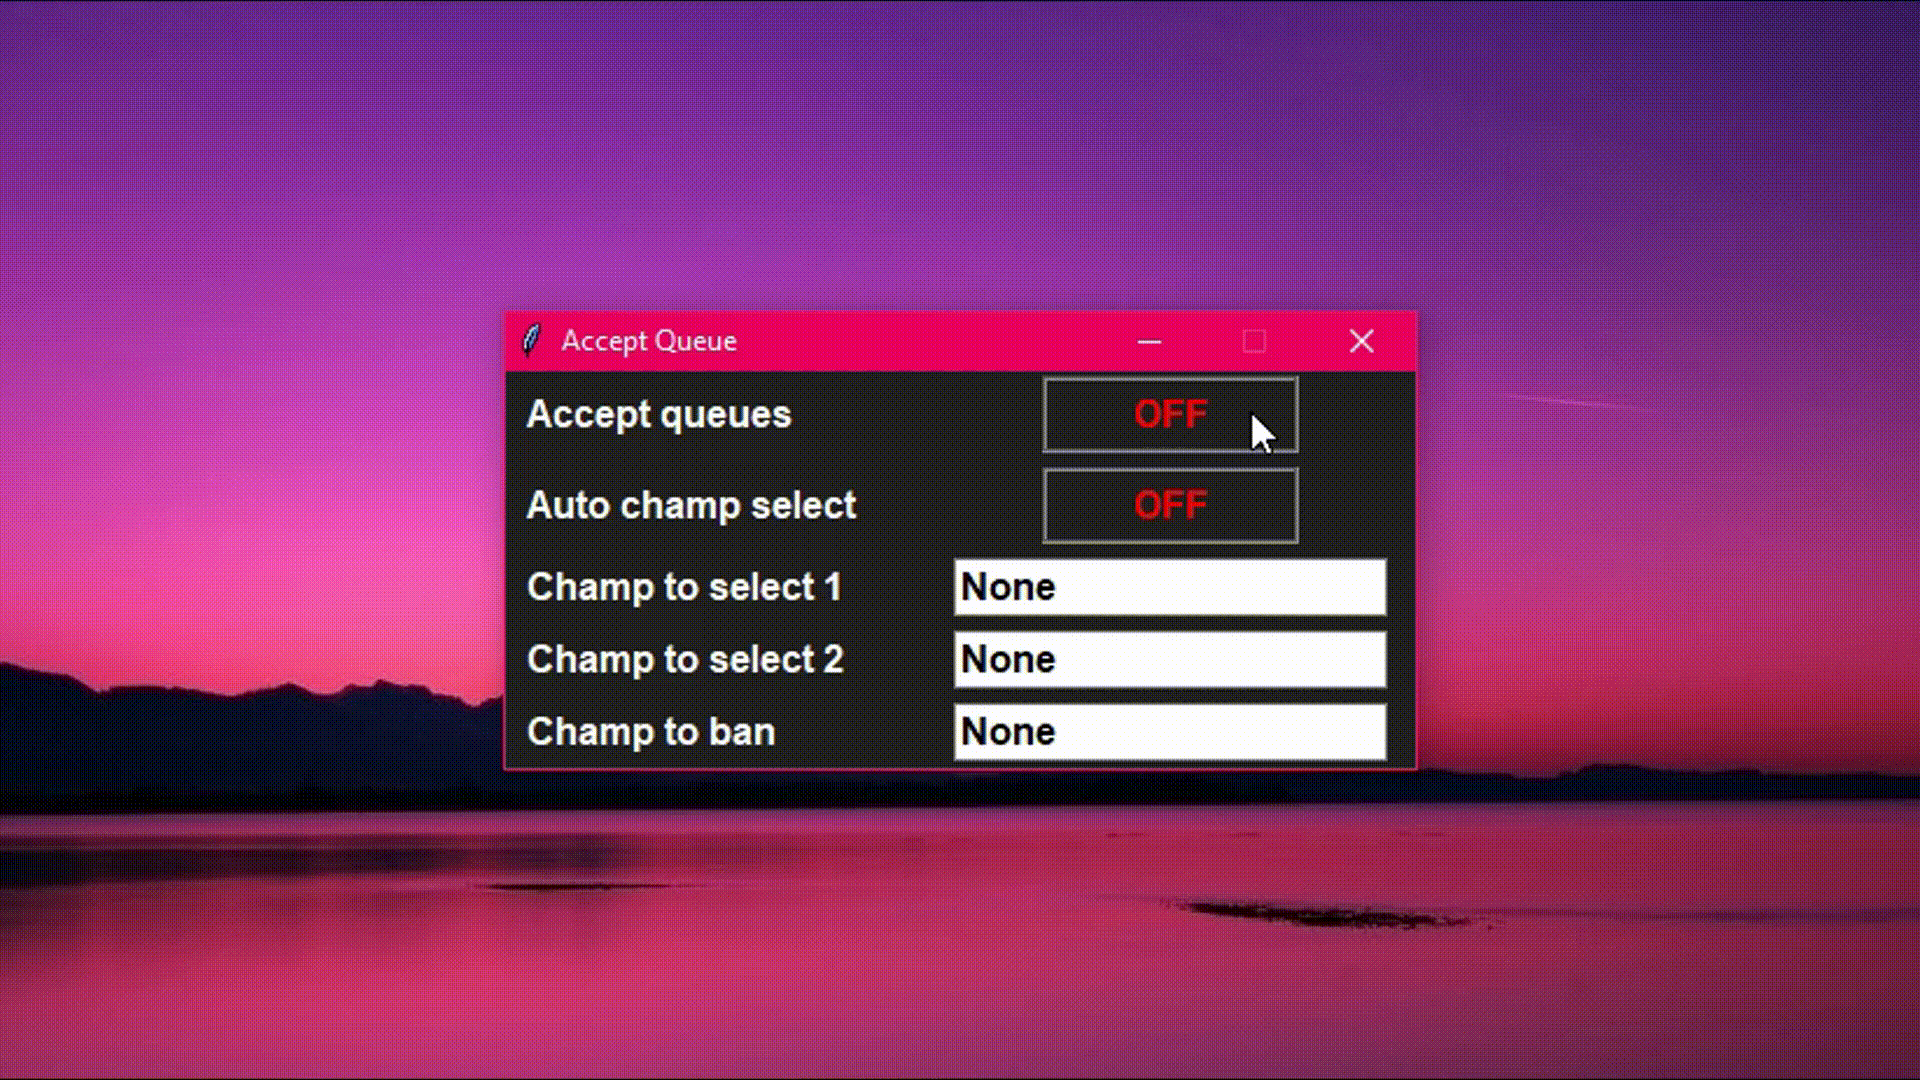 Accept Queue
Accept queues OFF
Auto champ select OFF
Champ to select 1 None
Champ to select 2 None
Champ to ban None